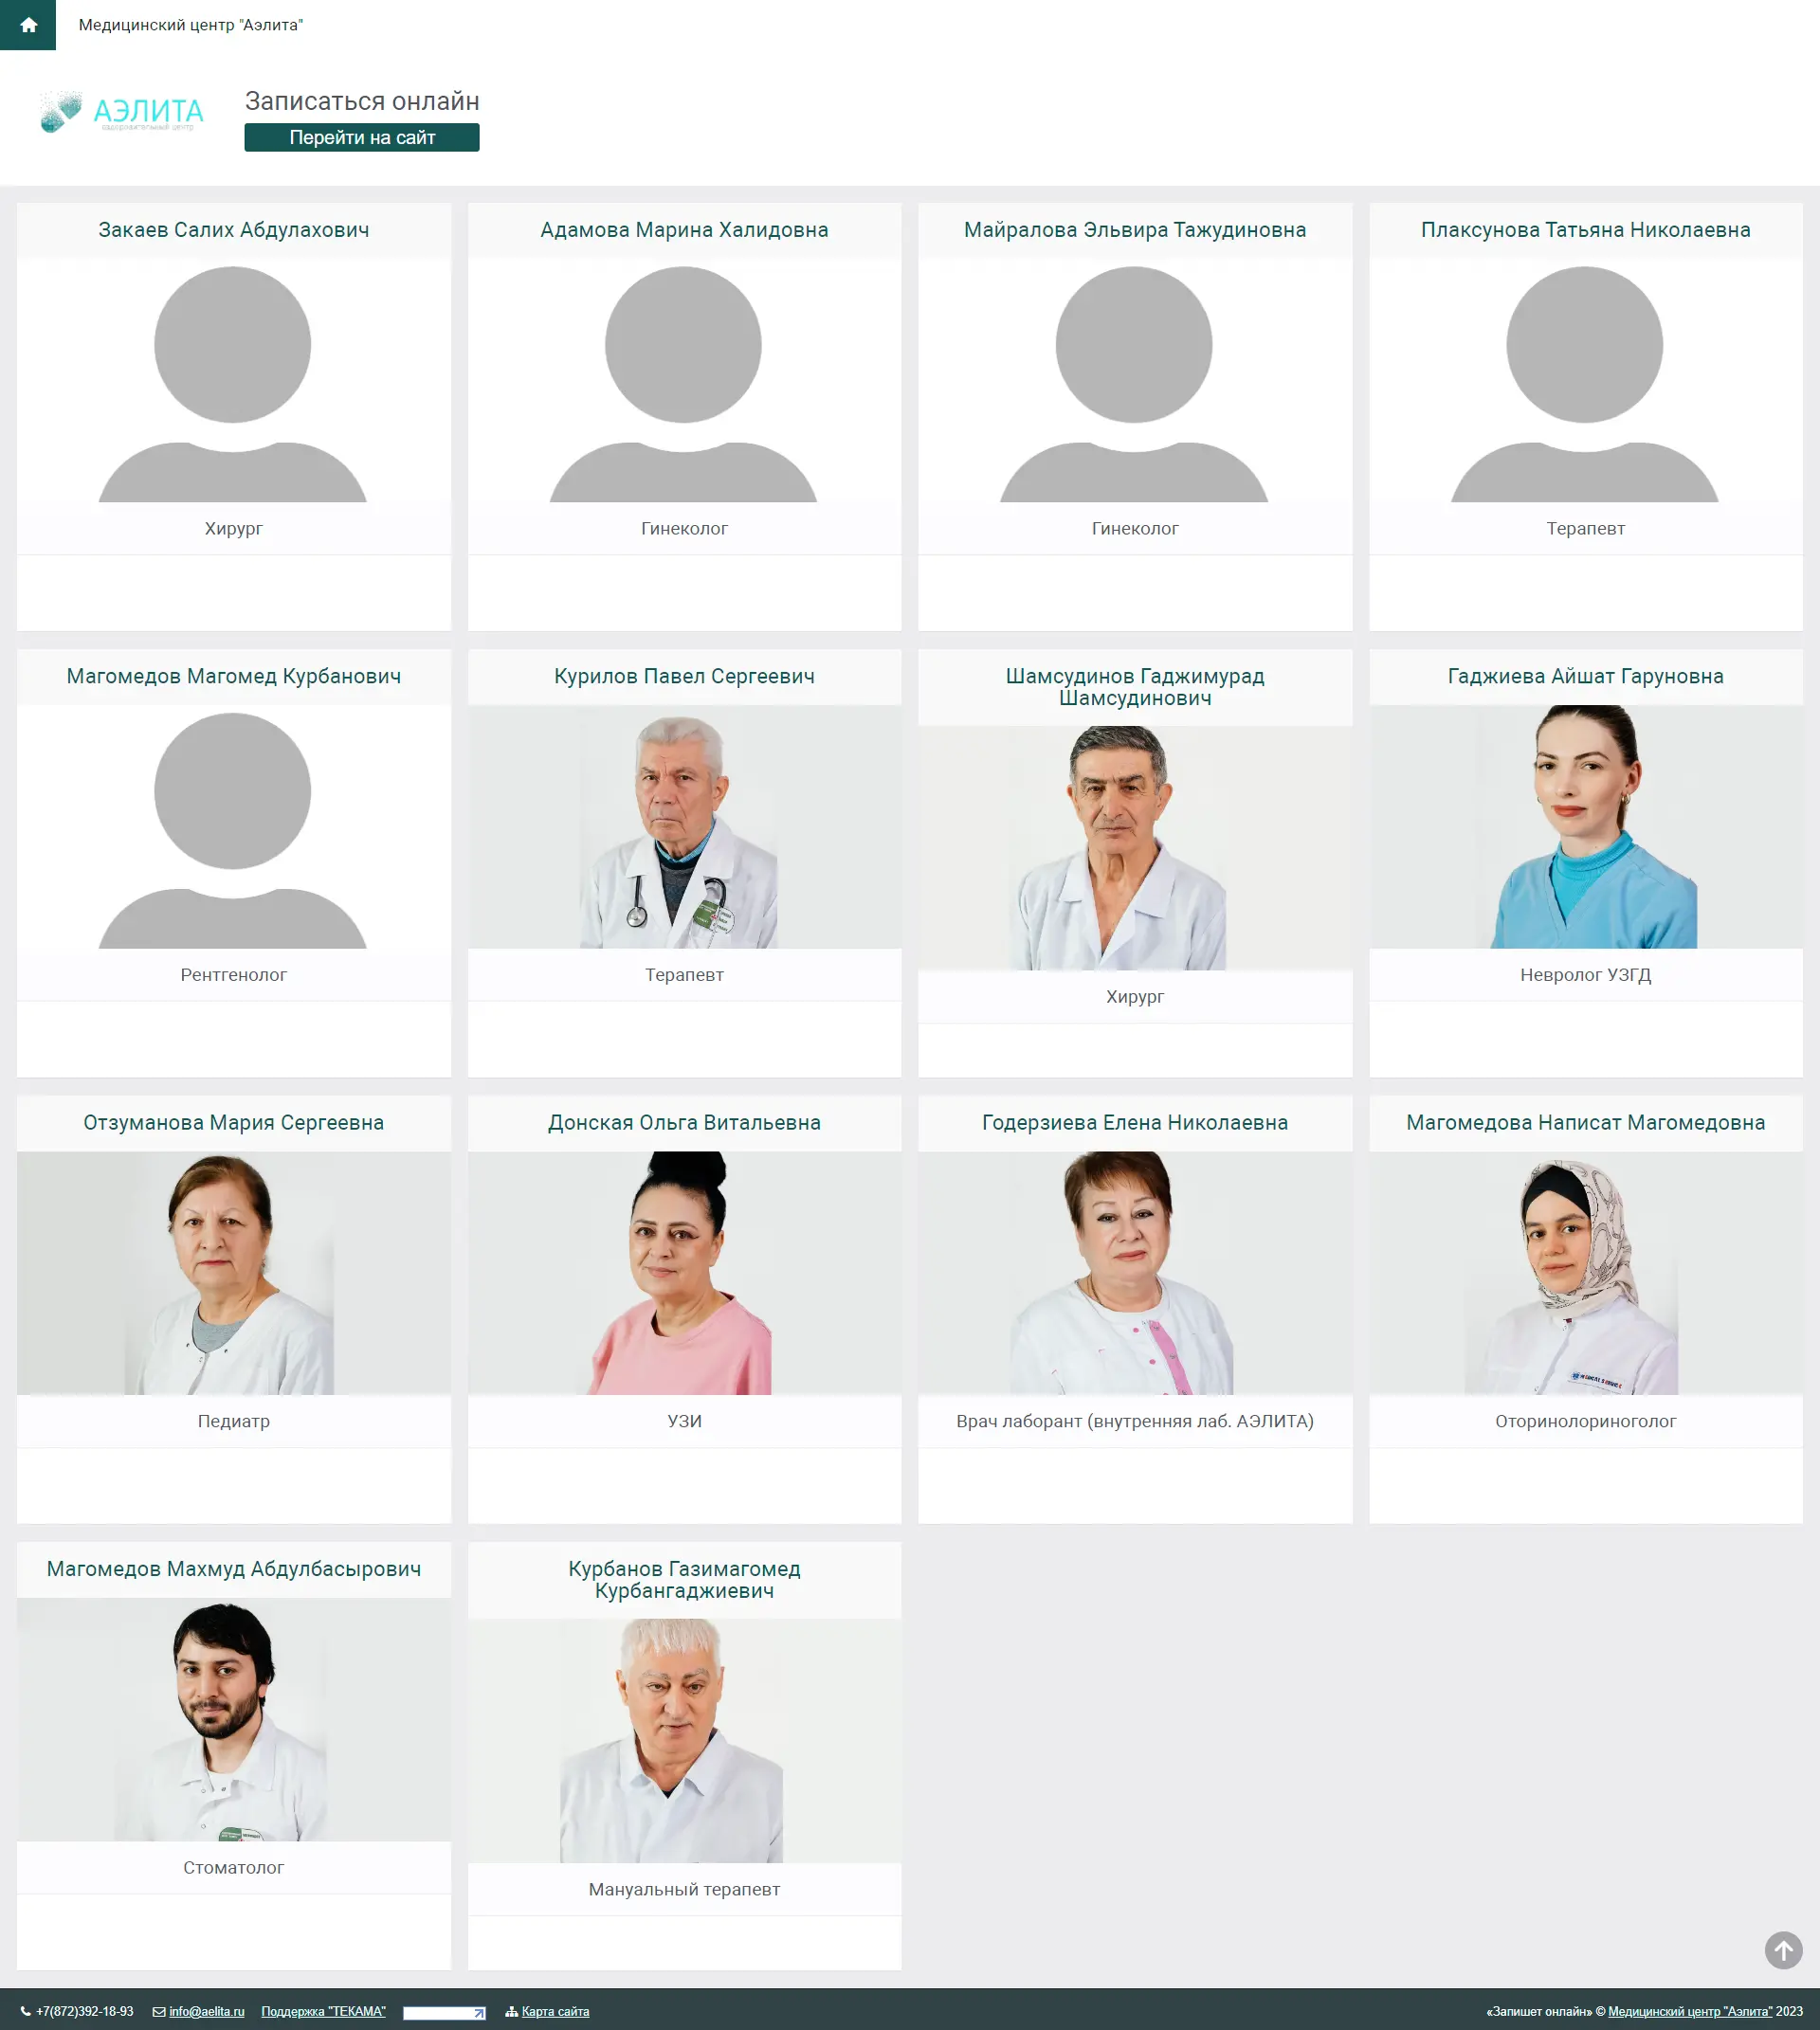 Медицинский центр "Аэлита"
АЭЛИТА
оздоровительный центр
Записаться онлайн
Перейти на сайт
Закаев Салих Абдулахович
Хирург
Адамова Марина Халидовна
Гинеколог
Майралова Эльвира Тажудиновна
Гинеколог
Плаксунова Татьяна Николаевна
Терапевт
Магомедов Магомед Курбанович
Рентгенолог
Курилов Павел Сергеевич
Терапевт
Шамсудинов Гаджимурад
Шамсудинович
Хирург
Гаджиева Айшат Гаруновна
Невролог УЗГД
Отзуманова Мария Сергеевна
Педиатр
Донская Ольга Витальевна
УЗИ
Годерзиева Елена Николаевна
Врач лаборант (внутренняя лаб. АЭЛИТА)
Магомедова Написат Магомедовна
Оторинолориноголог
Магомедов Махмуд Абдулбасырович
Стоматолог
Курбанов Газимагомед
Курбангаджиевич
Мануальный терапевт
+7(872)392-18-93 info@aelita.ru Поддержка "ТЕКАМА" Карта сайта
«Запишет онлайн» © Медицинский центр "Аэлита" 2023